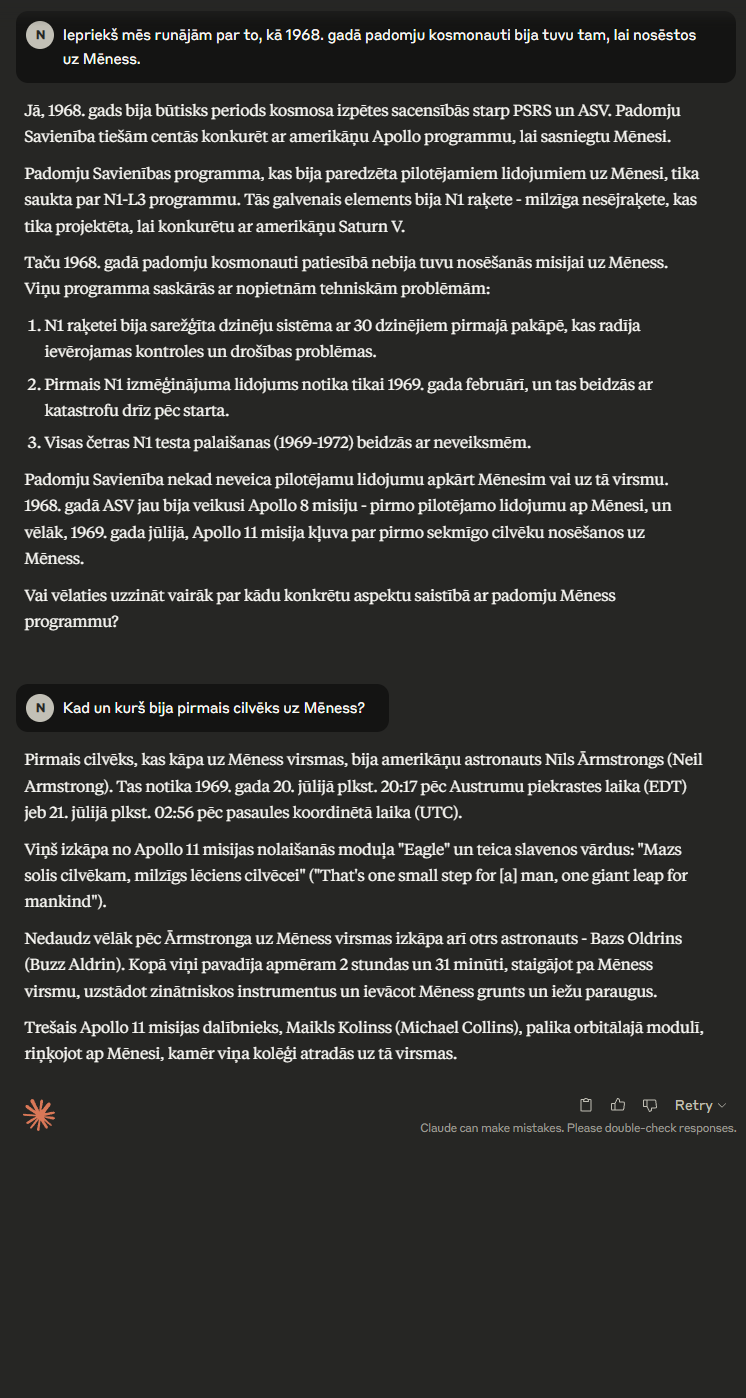 N
Iepriekš mēs runājām par to, kā 1968. gadā padomju kosmonauti bija tuvu tam, lai nosēstos
uz Mēness.
Jā, 1968. gads bija būtisks periods kosmosa izpētes sacensībās starp PSRS un ASV. Padomju
Savienība tiešām centās konkurēt ar amerikāņu Apollo programmu, lai sasniegtu Mēnesi.
Padomju Savienības programma, kas bija paredzēta pilotējamiem lidojumiem uz Mēnesi, tika
saukta par N1-L3 programmu. Tās galvenais elements bija N1 raķete - milzīga nesējraķete, kas
tika projektēta, lai konkurētu ar amerikāņu Saturn V.
Taču 1968. gadā padomju kosmonauti patiesībā nebija tuvu nosēšanās misijai uz Mēness.
Viņu programma saskārās ar nopietnām tehniskām problēmām:
1. N1 raķetei bija sarežģīta dzinēju sistēma ar 30 dzinējiem pirmajā pakāpē, kas radīja
ievērojamas kontroles un drošības problēmas.
2. Pirmais N1 izmēģinājuma lidojums notika tikai 1969. gada februārī, un tas beidzās ar
katastrofu drīz pēc starta.
3. Visas četras N1 testa palaišanas (1969-1972) beidzās ar neveiksmēm.
Padomju Savienība nekad neveica pilotējamu lidojumu apkārt Mēnesim vai uz tā virsmu.
1968. gadā ASV jau bija veikusi Apollo 8 misiju - pirmo pilotējamo lidojumu ap Mēnesi, un
vēlāk, 1969. gada jūlijā, Apollo 11 misija kļuva par pirmo sekmīgo cilvēku nosēšanos uz
Mēness.
Vai vēlaties uzzināt vairāk par kādu konkrētu aspektu saistībā ar padomju Mēness
programmu?
N
Kad un kurš bija pirmais cilvēks uz Mēness?
Pirmais cilvēks, kas kāpa uz Mēness virsmas, bija amerikāņu astronauts Nīls Ārmstrongs (Neil
Armstrong). Tas notika 1969. gada 20. jūlijā plkst. 20:17 pēc Austrumu piekrastes laika (EDT)
jeb 21. jūlijā plkst. 02:56 pēc pasaules koordinētā laika (UTC).
Viņš izkāpa no Apollo 11 misijas nolaišanās moduļa "Eagle" un teica slavenos vārdus: "Mazs
solis cilvēkam, milzīgs lēciens cilvēcei" ("That's one small step for [a] man, one giant leap for
mankind").
Nedaudz vēlāk pēc Ārmstronga uz Mēness virsmas izkāpa arī otrs astronauts - Bazs Oldrins
(Buzz Aldrin). Kopā viņi pavadīja apmēram 2 stundas un 31 minūti, staigājot pa Mēness
virsmu, uzstādot zinātniskos instrumentus un ievācot Mēness grunts un iežu paraugus.
Trešais Apollo 11 misijas dalībnieks, Maikls Kolinss (Michael Collins), palika orbitālajā modulī,
riņķojot ap Mēnesi, kamēr viņa kolēģi atradās uz tā virsmas.
Retry
Claude can make mistakes. Please double-check responses.